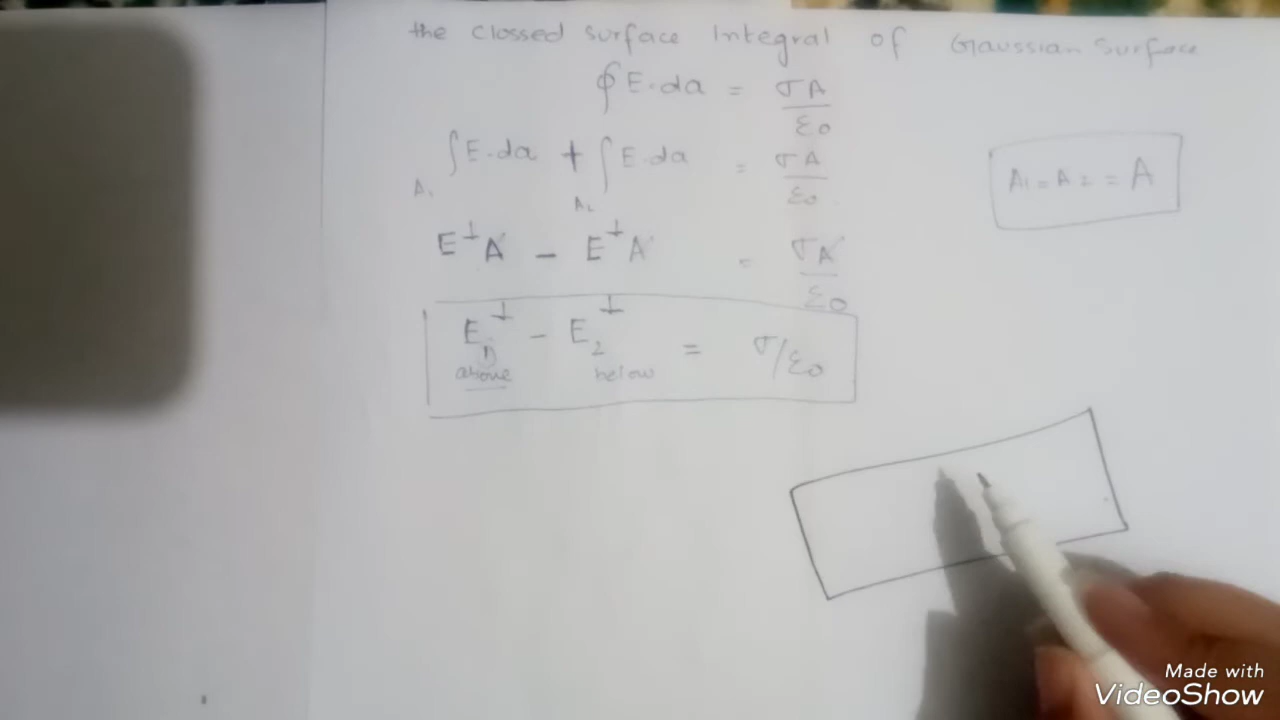 the clossed surface Integral of Gaussian Surface
∮E.da = σA/ε0
∫E.da + ∫E.da = σA/ε0
A1 A2
A1 = A2 = A
E⊥A - E⊥A = σA/ε0
E1⊥ - E2⊥ = σ/ε0
above below
Made with
VideoShow